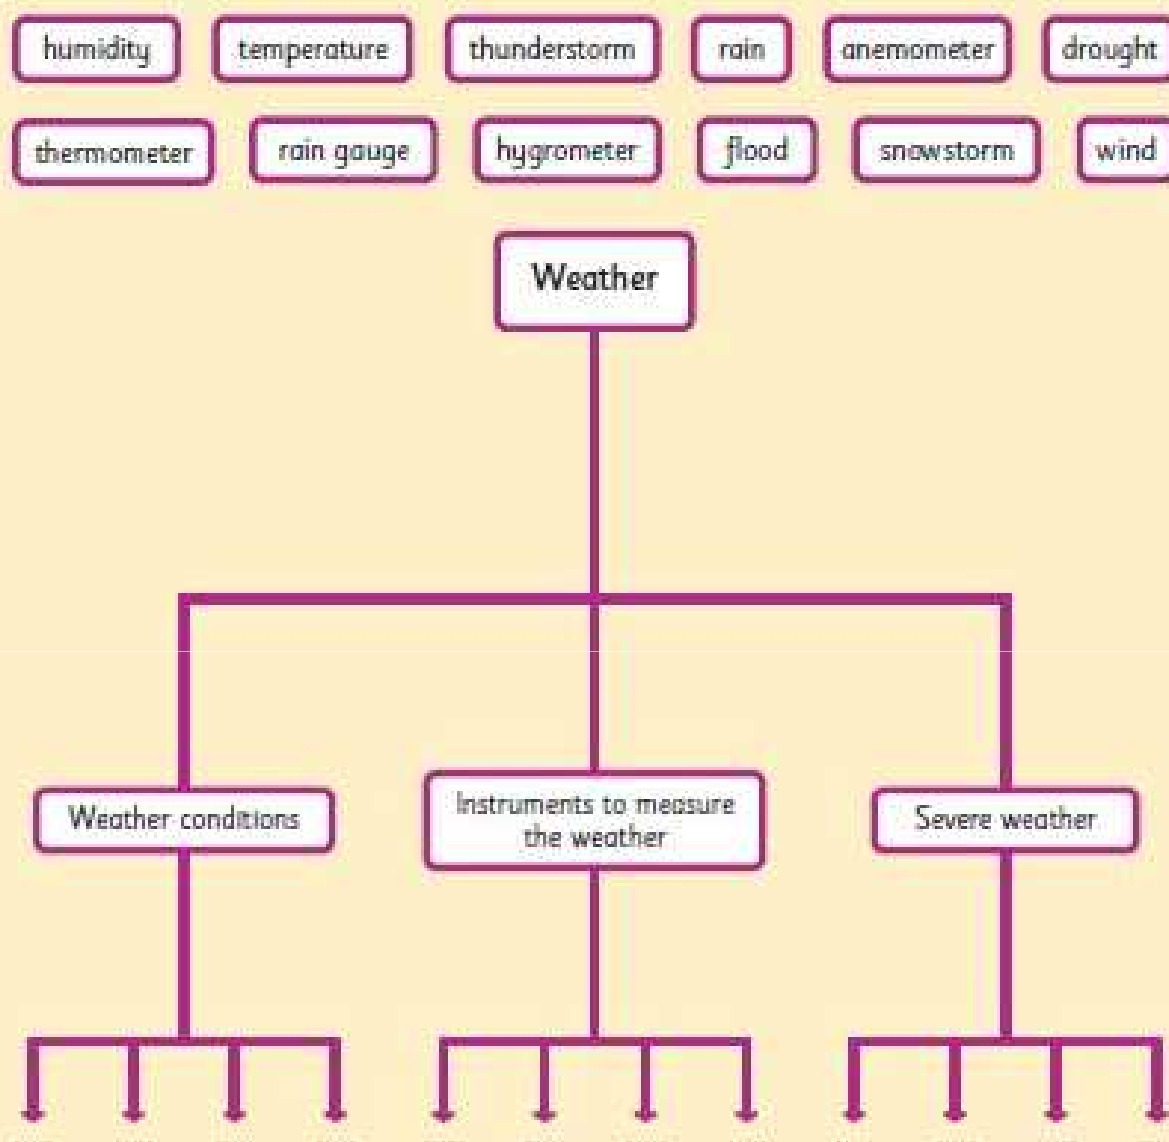 humidity temperature thunderstorm rain anemometer drought
thermometer rain gauge hygrometer flood snowstorm wind
Weather
Weather conditions
Instruments to measure
the weather
Severe weather